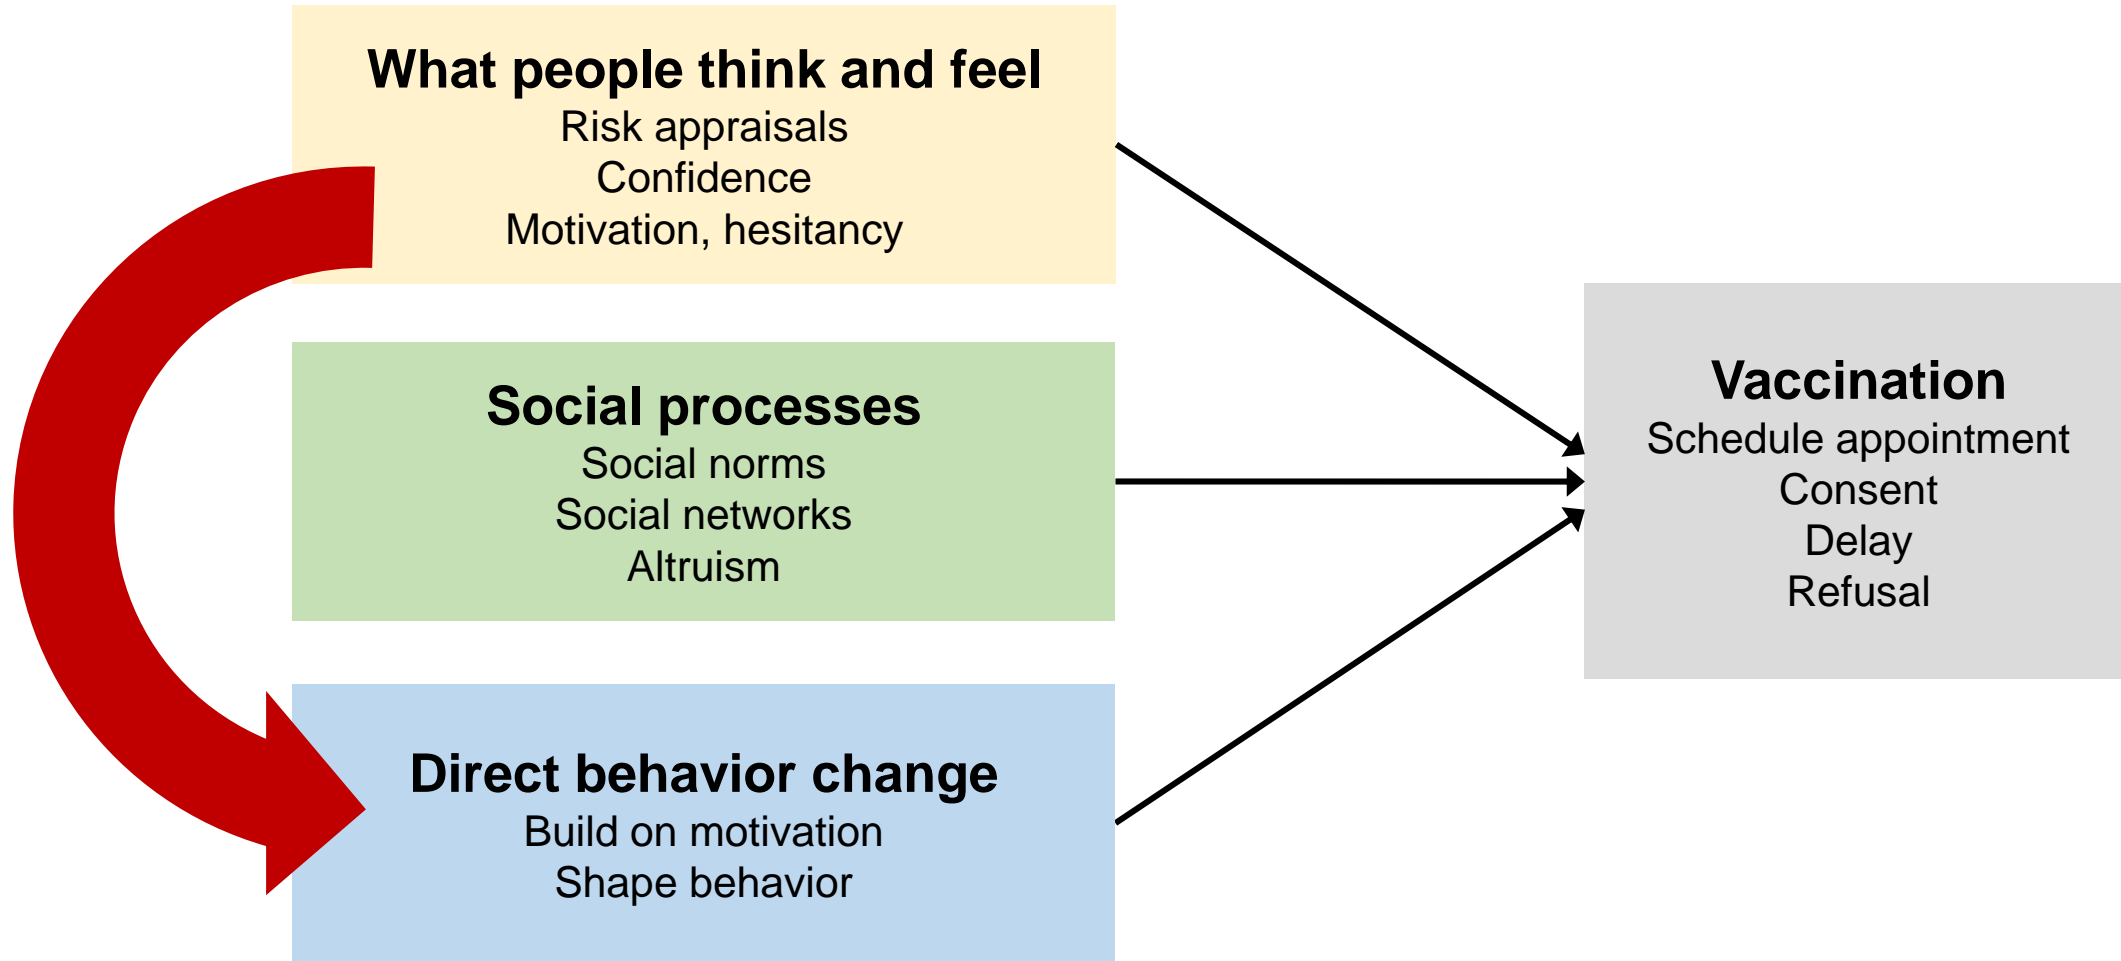 What people think and feel
Risk appraisals
Confidence
Motivation, hesitancy
Social processes
Social norms
Social networks
Altruism
Direct behavior change
Build on motivation
Shape behavior
Vaccination
Schedule appointment
Consent
Delay
Refusal